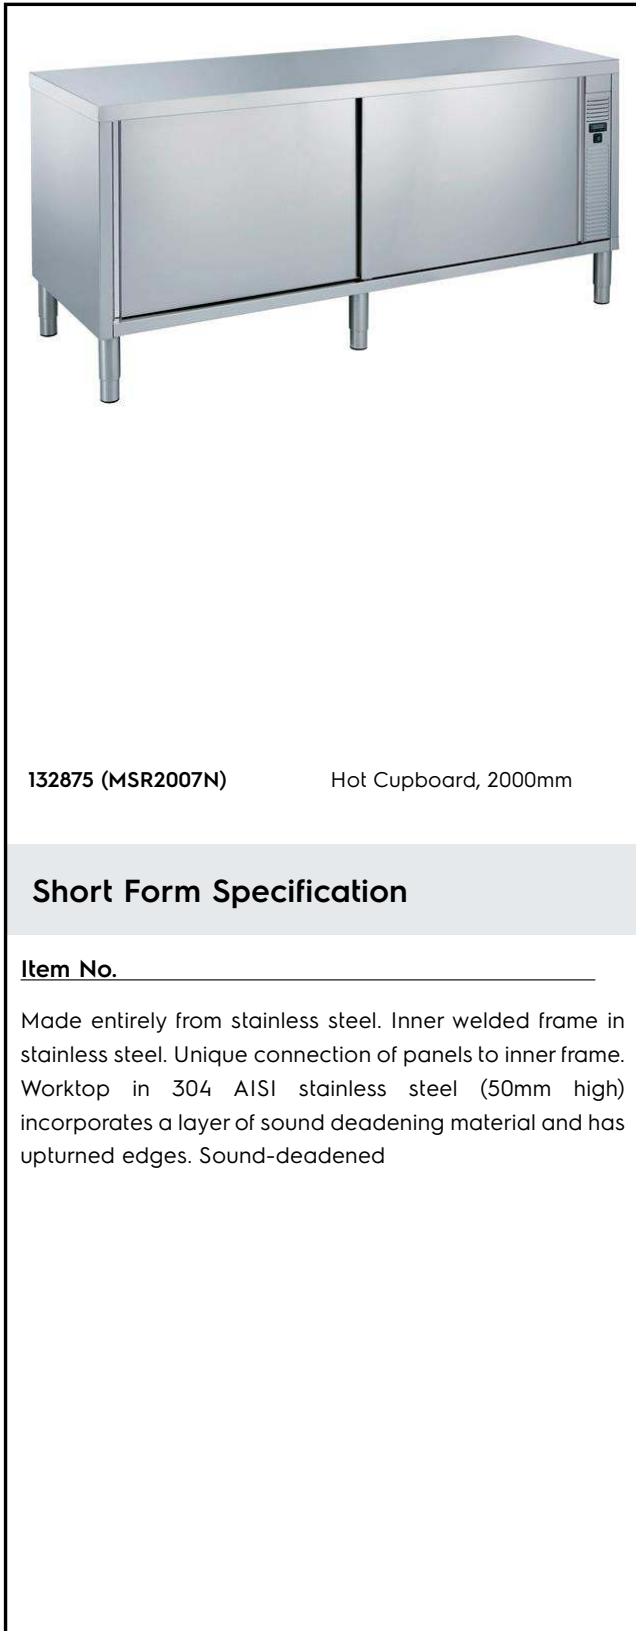 132875 (MSR2007N) Hot Cupboard, 2000mm
Short Form Specification
Item No.
Made entirely from stainless steel. Inner welded frame in
stainless steel. Unique connection of panels to inner frame.
Worktop in 304 AISI stainless steel (50mm high)
incorporates a layer of sound deadening material and has
upturned edges. Sound-deadened